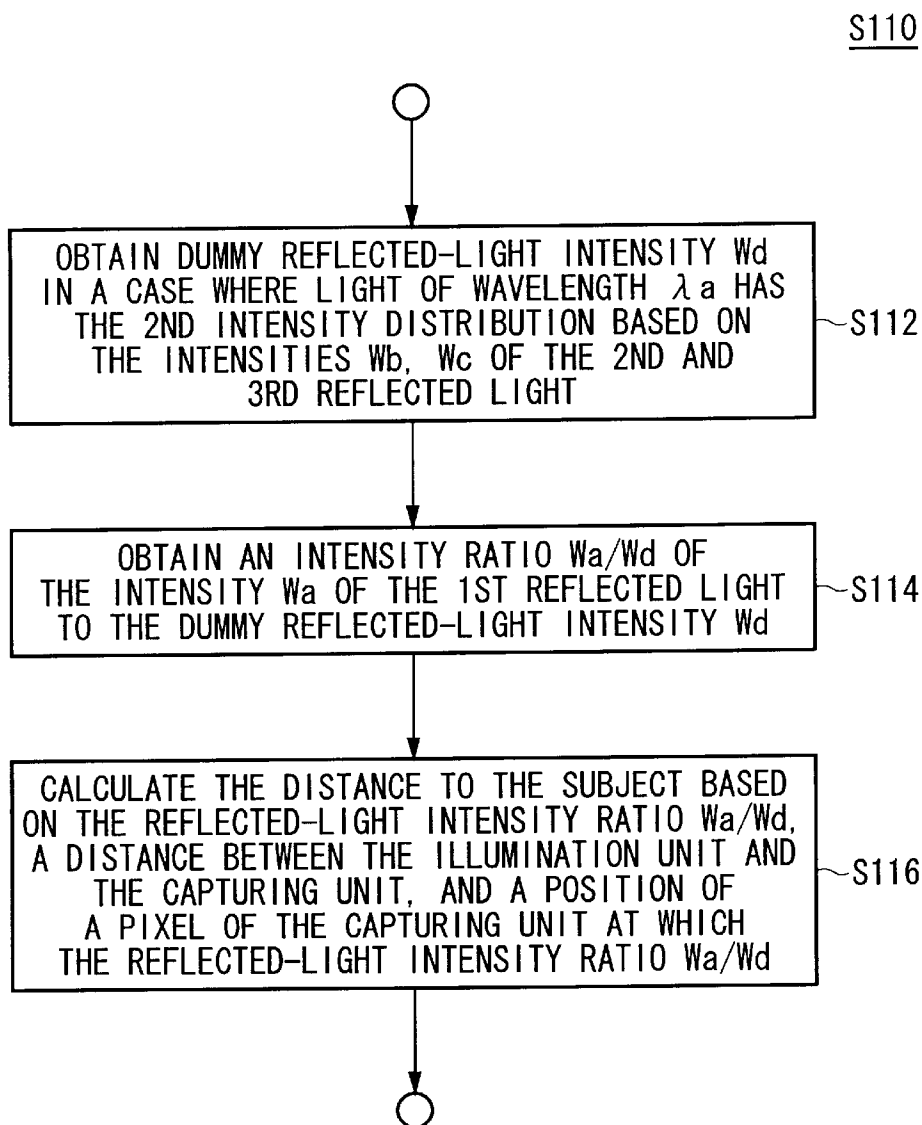 S110
OBTAIN DUMMY REFLECTED-LIGHT INTENSITY Wd
IN A CASE WHERE LIGHT OF WAVELENGTH λa HAS
THE 2ND INTENSITY DISTRIBUTION BASED ON
THE INTENSITIES Wb, Wc OF THE 2ND AND
3RD REFLECTED LIGHT
S112
OBTAIN AN INTENSITY RATIO Wa/Wd OF
THE INTENSITY Wa OF THE 1ST REFLECTED LIGHT
TO THE DUMMY REFLECTED-LIGHT INTENSITY Wd
S114
CALCULATE THE DISTANCE TO THE SUBJECT BASED
ON THE REFLECTED-LIGHT INTENSITY RATIO Wa/Wd,
A DISTANCE BETWEEN THE ILLUMINATION UNIT AND
THE CAPTURING UNIT, AND A POSITION OF
A PIXEL OF THE CAPTURING UNIT AT WHICH
THE REFLECTED-LIGHT INTENSITY RATIO Wa/Wd
S116